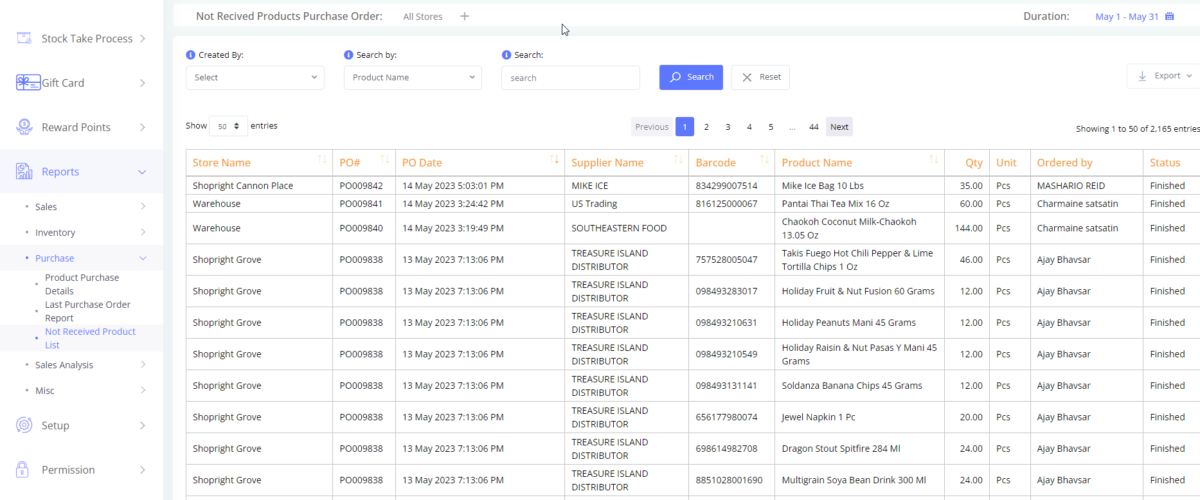 Not Recived Products Purchase Order: All Stores + Duration: May 1 - May 31
Stock Take Process
Gift Card
Reward Points
Reports
Sales
Inventory
Purchase
Product Purchase
Details
Last Purchase Order
Report
Not Received Product
List
Sales Analysis
Misc
Setup
Permission
Created By: Search by: Search:
Select Product Name search Search Reset Export
Show 50 entries Previous 1 2 3 4 5 ... 44 Next Showing 1 to 50 of 2,165 entries
Store Name PO# PO Date Supplier Name Barcode Product Name Qty Unit Ordered by Status
Shopright Cannon Place PO009842 14 May 2023 5:03:01 PM MIKE ICE 834299007514 Mike Ice Bag 10 Lbs 35.00 Pcs MASHARIO REID Finished
Warehouse PO009841 14 May 2023 3:24:42 PM US Trading 816125000067 Pantai Thai Tea Mix 16 Oz 60.00 Pcs Charmaine satsatin Finished
Warehouse PO009840 14 May 2023 3:19:49 PM SOUTHEASTERN FOOD Chaokoh Coconut Milk-Chaokoh
13.05 Oz 144.00 Pcs Charmaine satsatin Finished
Shopright Grove PO009838 13 May 2023 7:13:06 PM TREASURE ISLAND
DISTRIBUTOR 757528005047 Takis Fuego Hot Chili Pepper & Lime
Tortilla Chips 1 Oz 46.00 Pcs Ajay Bhavsar Finished
Shopright Grove PO009838 13 May 2023 7:13:06 PM TREASURE ISLAND
DISTRIBUTOR 098493283017 Holiday Fruit & Nut Fusion 60 Grams 12.00 Pcs Ajay Bhavsar Finished
Shopright Grove PO009838 13 May 2023 7:13:06 PM TREASURE ISLAND
DISTRIBUTOR 098493210631 Holiday Peanuts Mani 45 Grams 12.00 Pcs Ajay Bhavsar Finished
Shopright Grove PO009838 13 May 2023 7:13:06 PM TREASURE ISLAND
DISTRIBUTOR 098493210549 Holiday Raisin & Nut Pasas Y Mani 45
Grams 12.00 Pcs Ajay Bhavsar Finished
Shopright Grove PO009838 13 May 2023 7:13:06 PM TREASURE ISLAND
DISTRIBUTOR 098493131141 Soldanza Banana Chips 45 Grams 12.00 Pcs Ajay Bhavsar Finished
Shopright Grove PO009838 13 May 2023 7:13:06 PM TREASURE ISLAND
DISTRIBUTOR 656177980074 Jewel Napkin 1 Pc 20.00 Pcs Ajay Bhavsar Finished
Shopright Grove PO009838 13 May 2023 7:13:06 PM TREASURE ISLAND
DISTRIBUTOR 698614982708 Dragon Stout Spitfire 284 Ml 24.00 Pcs Ajay Bhavsar Finished
Shopright Grove PO009838 13 May 2023 7:13:06 PM TREASURE ISLAND
DISTRIBUTOR 8851028001690 Multigrain Soya Bean Drink 300 Ml 24.00 Pcs Ajay Bhavsar Finished